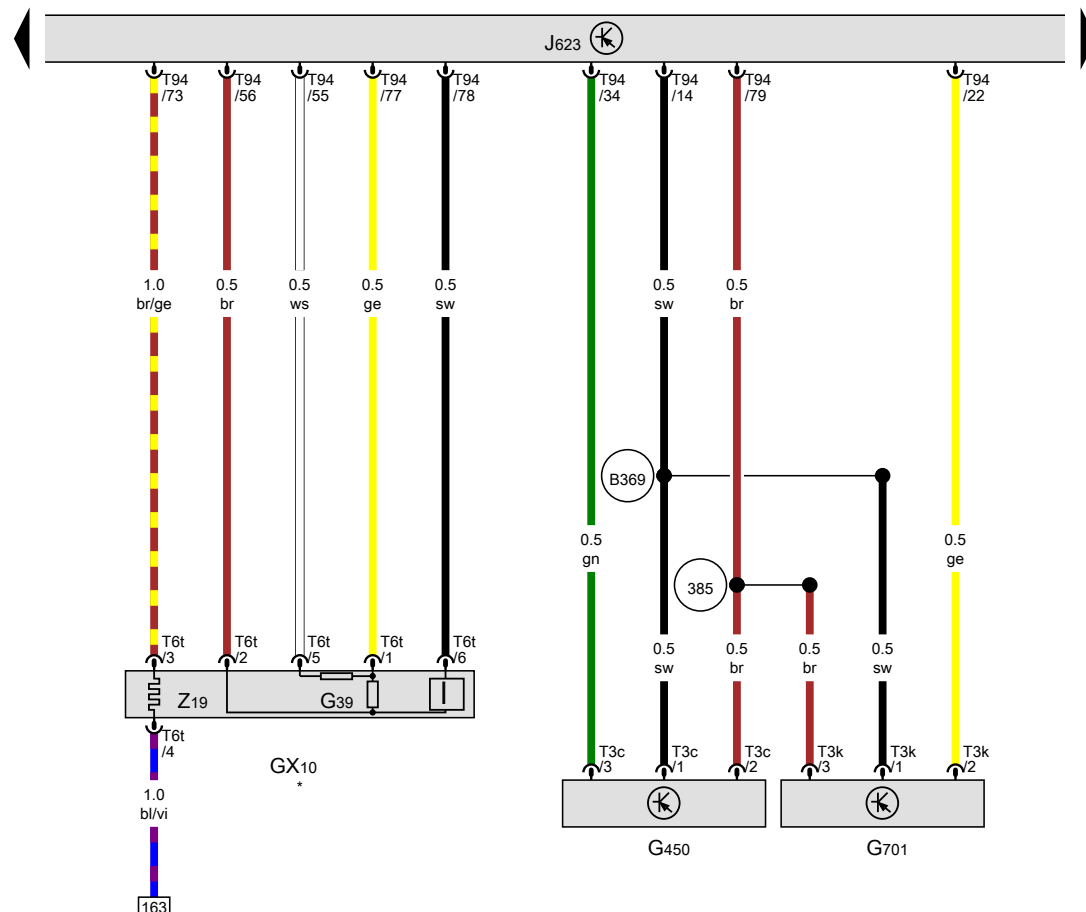 J623
T94 T94 T94 T94 T94 T94 T94 T94 T94
/73 /56 /55 /77 /78 /34 /14 /79 /22
1.0 0.5 0.5 0.5 0.5 0.5 0.5
br/ge br ws ge sw sw br
B369
0.5 0.5
gn ge
385
T6t T6t T6t T6t T6t
/3 /2 /5 /1 /6
0.5 0.5 0.5 0.5
sw br br sw
Z19 G39
T6t
/4
GX10
*
T3c T3c T3c T3k T3k T3k
/3 /1 /2 /3 /1 /2
1.0
bl/vi
G450 G701
163